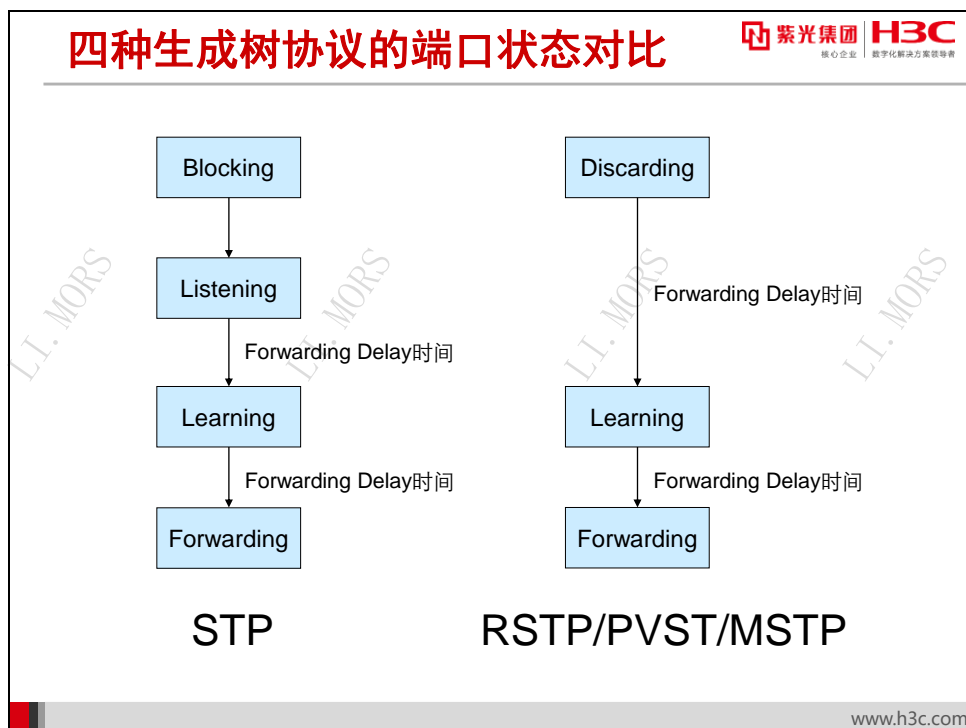 四种生成树协议的端口状态对比
紫光集团
核心企业
H3C
数字化解决方案领导者
Blocking
Listening
Forwarding Delay时间
Learning
Forwarding Delay时间
Forwarding
STP
Discarding
Forwarding Delay时间
Learning
Forwarding Delay时间
Forwarding
RSTP/PVST/MSTP
LI. MORS
LI. MORS
LI. MORS
LI. MORS
www.h3c.com